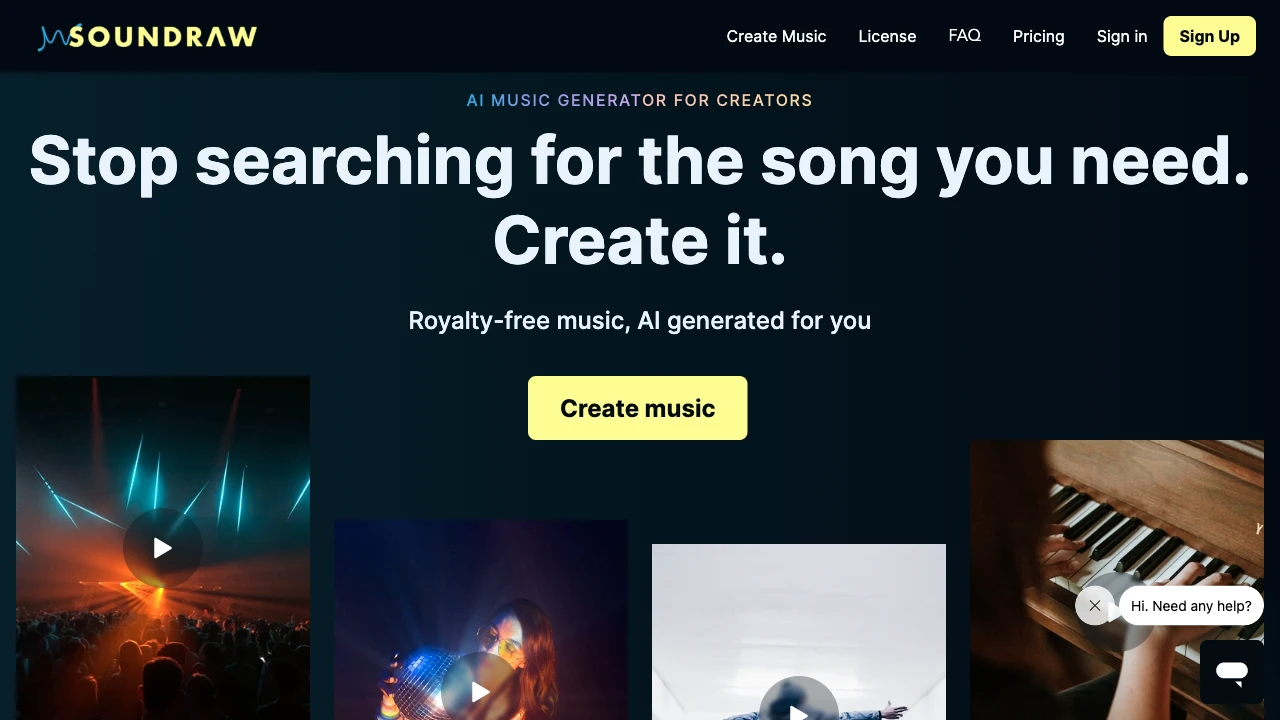 SOUNDRAW
Create Music
License
FAQ
Pricing
Sign in
Sign Up
AI MUSIC GENERATOR FOR CREATORS
Stop searching for the song you need.
Create it.
Royalty-free music, AI generated for you
Create music
Hi. Need any help?